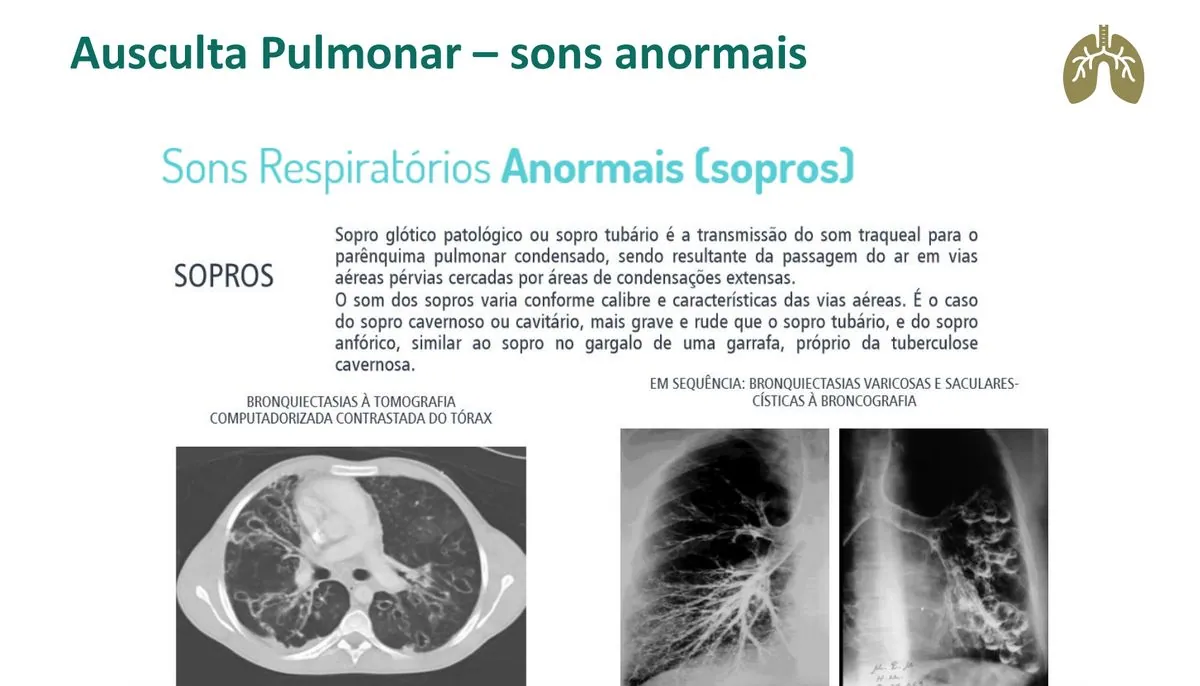 Ausculta Pulmonar – sons anormais
Sons Respiratórios Anormais (sopros)
SOPROS
Sopro glótico patológico ou sopro tubário é a transmissão do som traqueal para o
parênquima pulmonar condensado, sendo resultante da passagem do ar em vias
aéreas pérvias cercadas por áreas de condensações extensas.
O som dos sopros varia conforme calibre e características das vias aéreas. É o caso
do sopro cavernoso ou cavitário, mais grave e rude que o sopro tubário, e do sopro
anfórico, similar ao sopro no gargalo de uma garrafa, próprio da tuberculose
cavernosa.
BRONQUIECTASIAS À TOMOGRAFIA
COMPUTADORIZADA CONTRASTADA DO TÓRAX
EM SEQUÊNCIA: BRONQUIECTASIAS VARICOSAS E SACULARES-
CÍSTICAS À BRONCOGRAFIA